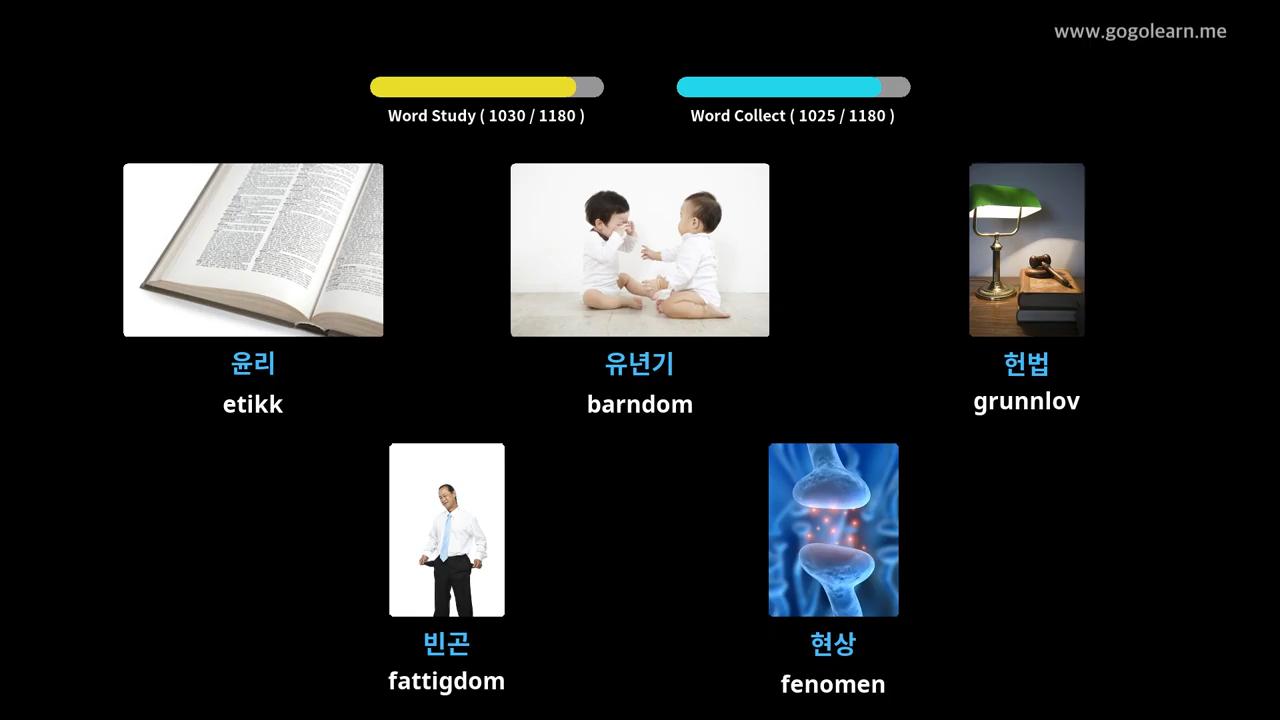 www.gogolearn.me
Word Study ( 1030 / 1180 )
Word Collect ( 1025 / 1180 )
윤리
etikk
유년기
barndom
헌법
grunnlov
빈곤
fattigdom
현상
fenomen